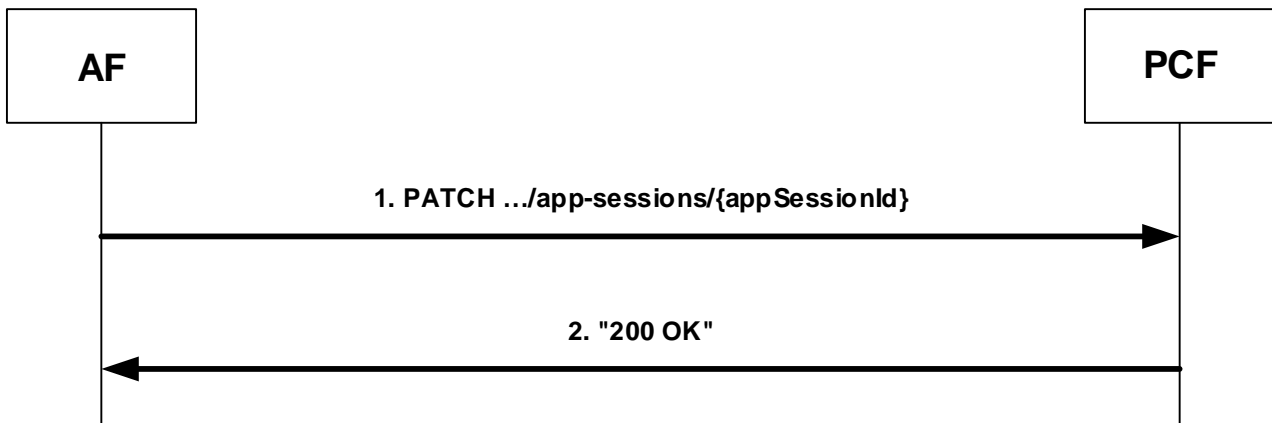 AF
PCF
1. PATCH …/app-sessions/{appSessionId}
2. "200 OK"